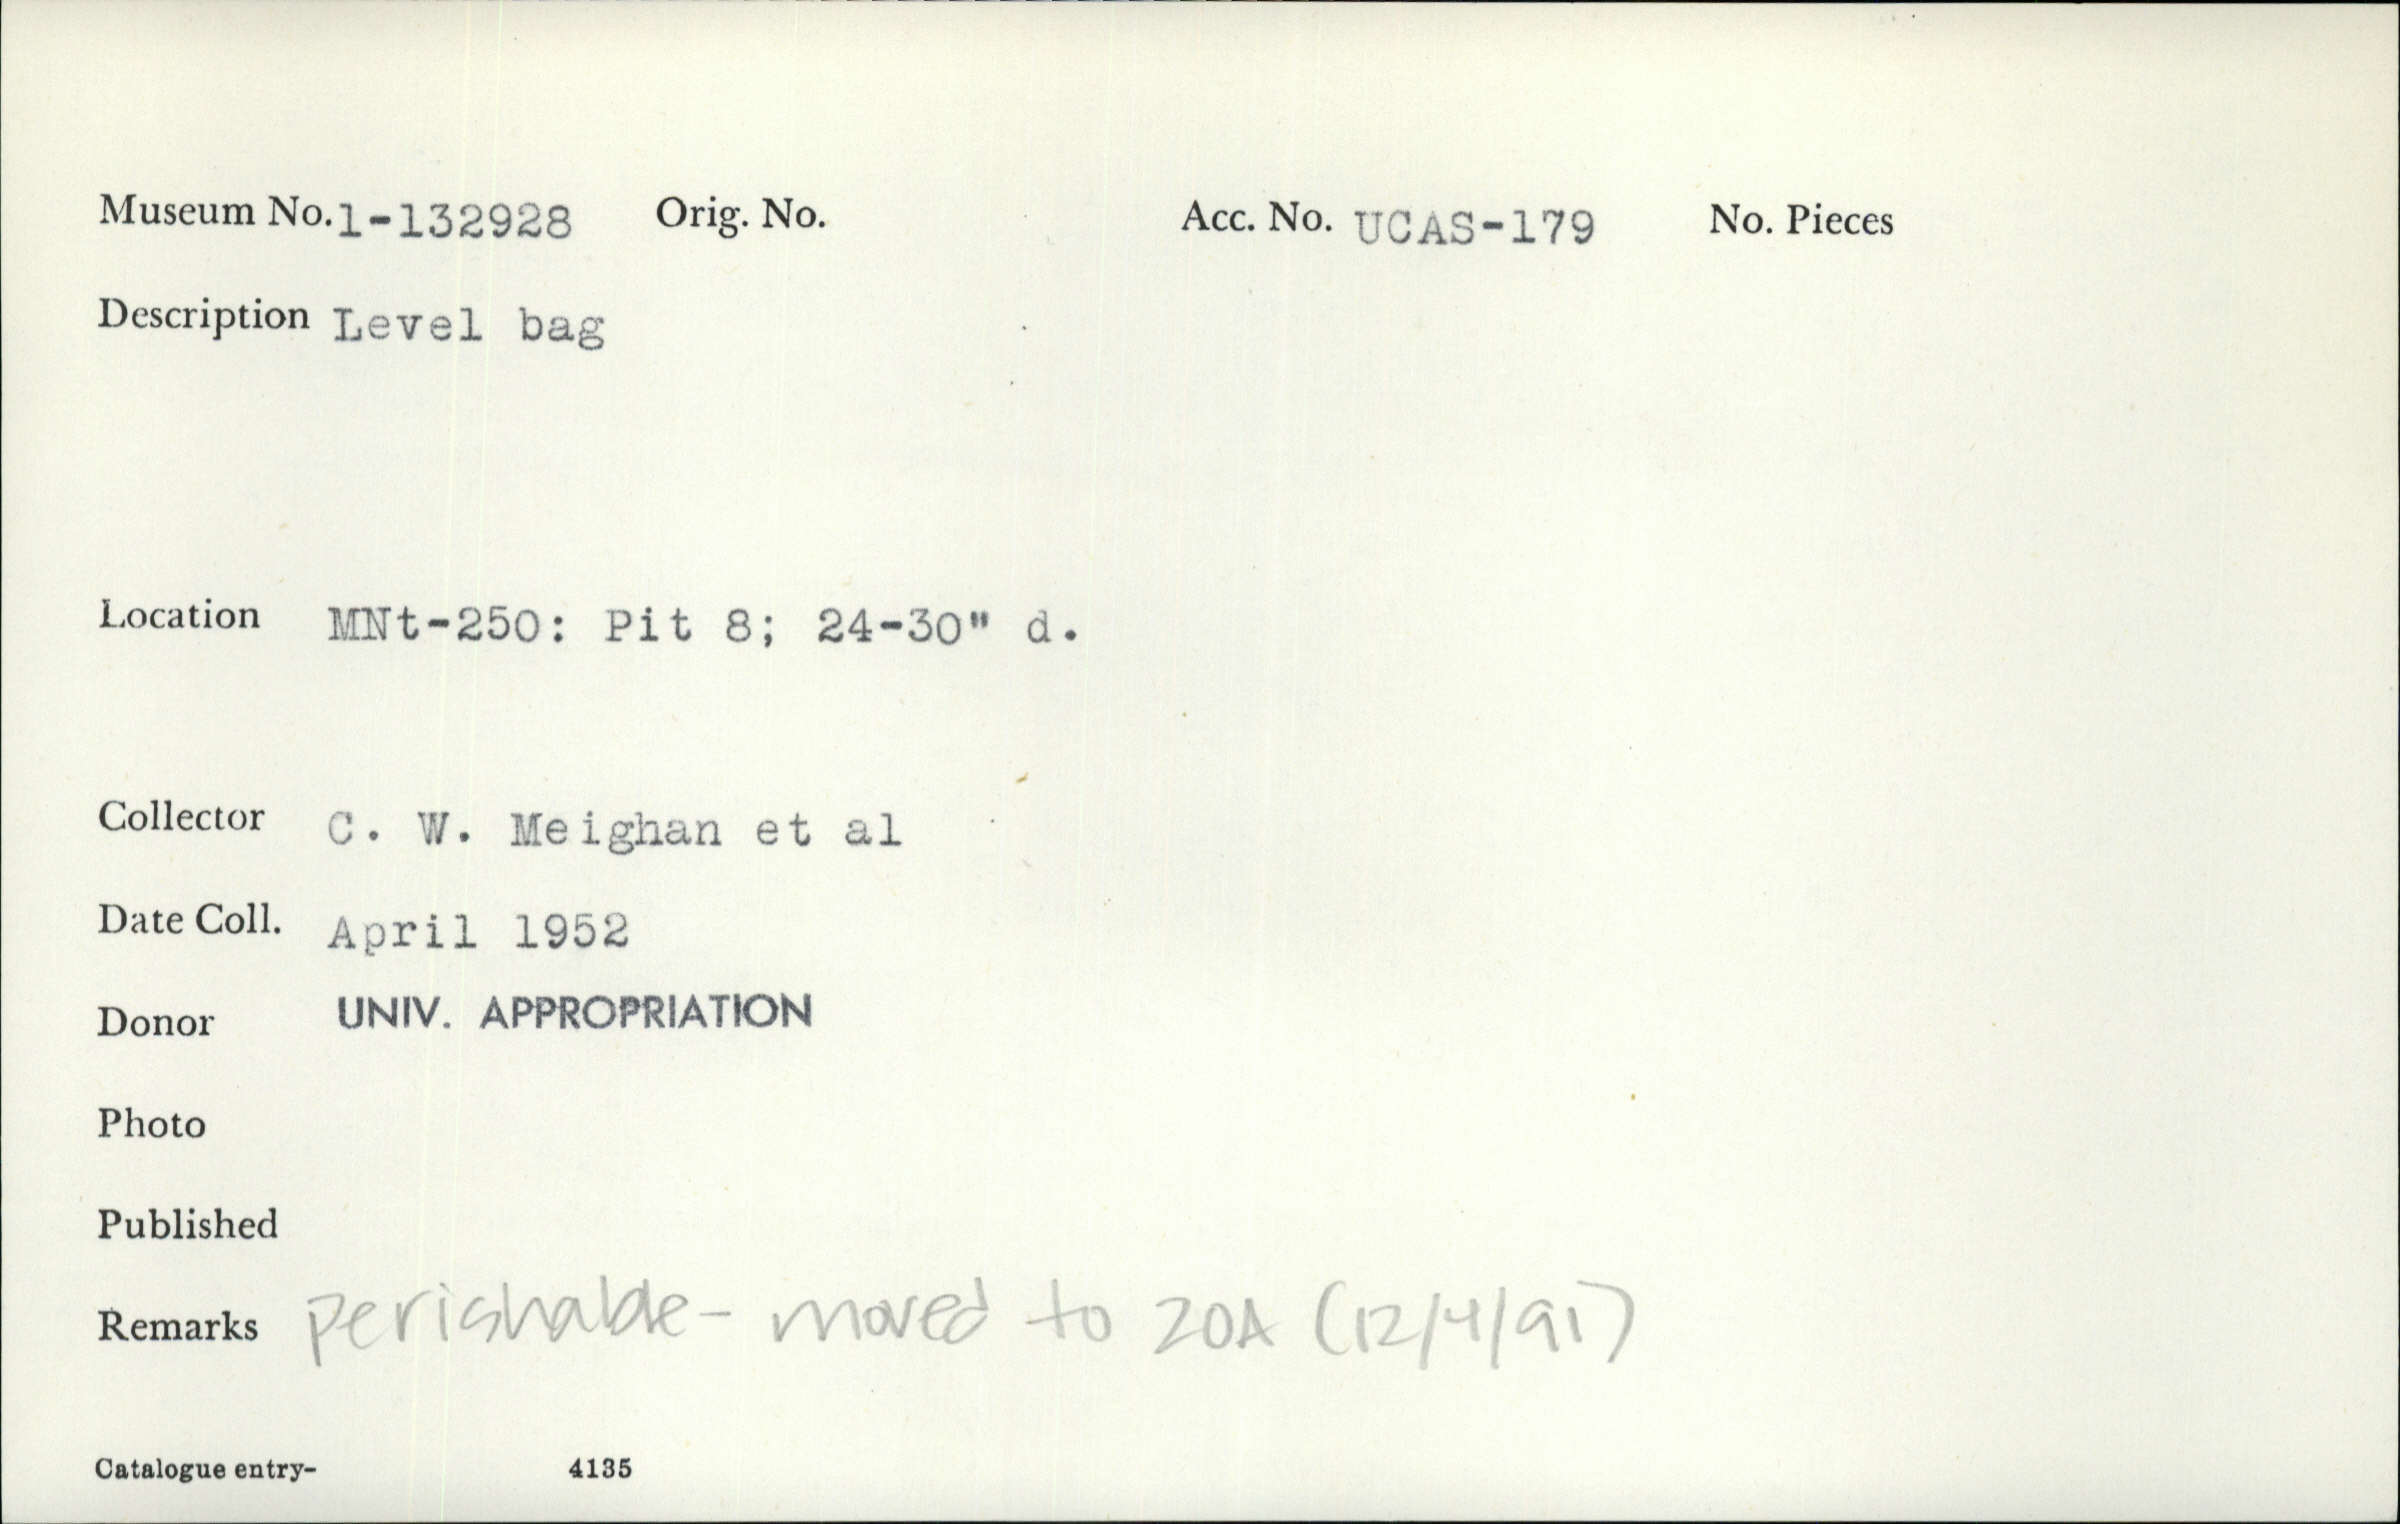 Museum No. 1-132928 Orig. No. Acc. No. UCAS-179 No. Pieces
Description Level bag
Location MNt-250: Pit 8; 24-30" d.
Collector C. W. Meighan et al
Date Coll. April 1952
Donor UNIV. APPROPRIATION
Photo
Published
Remarks perishable - moved to 20A (12/4/91)
Catalogue entry- 4135